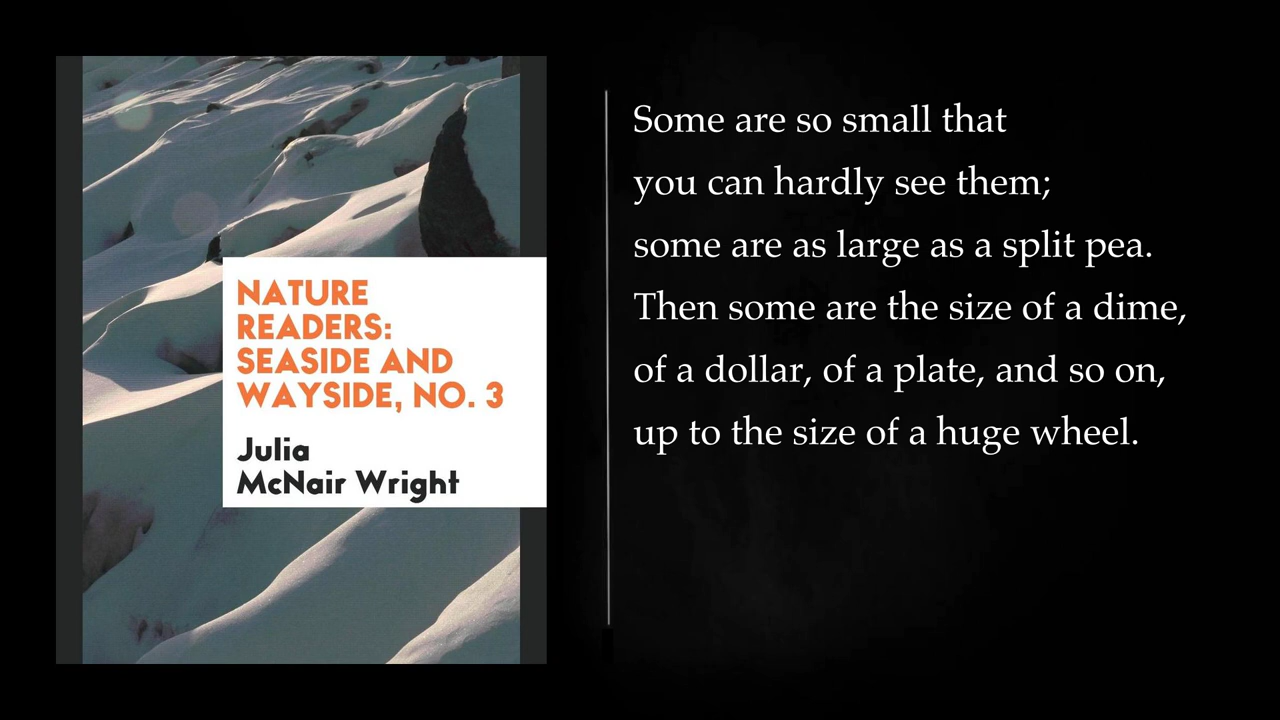 NATURE
READERS:
SEASIDE AND
WAYSIDE, NO. 3
Julia
McNair Wright
Some are so small that
you can hardly see them;
some are as large as a split pea.
Then some are the size of a dime,
of a dollar, of a plate, and so on,
up to the size of a huge wheel.